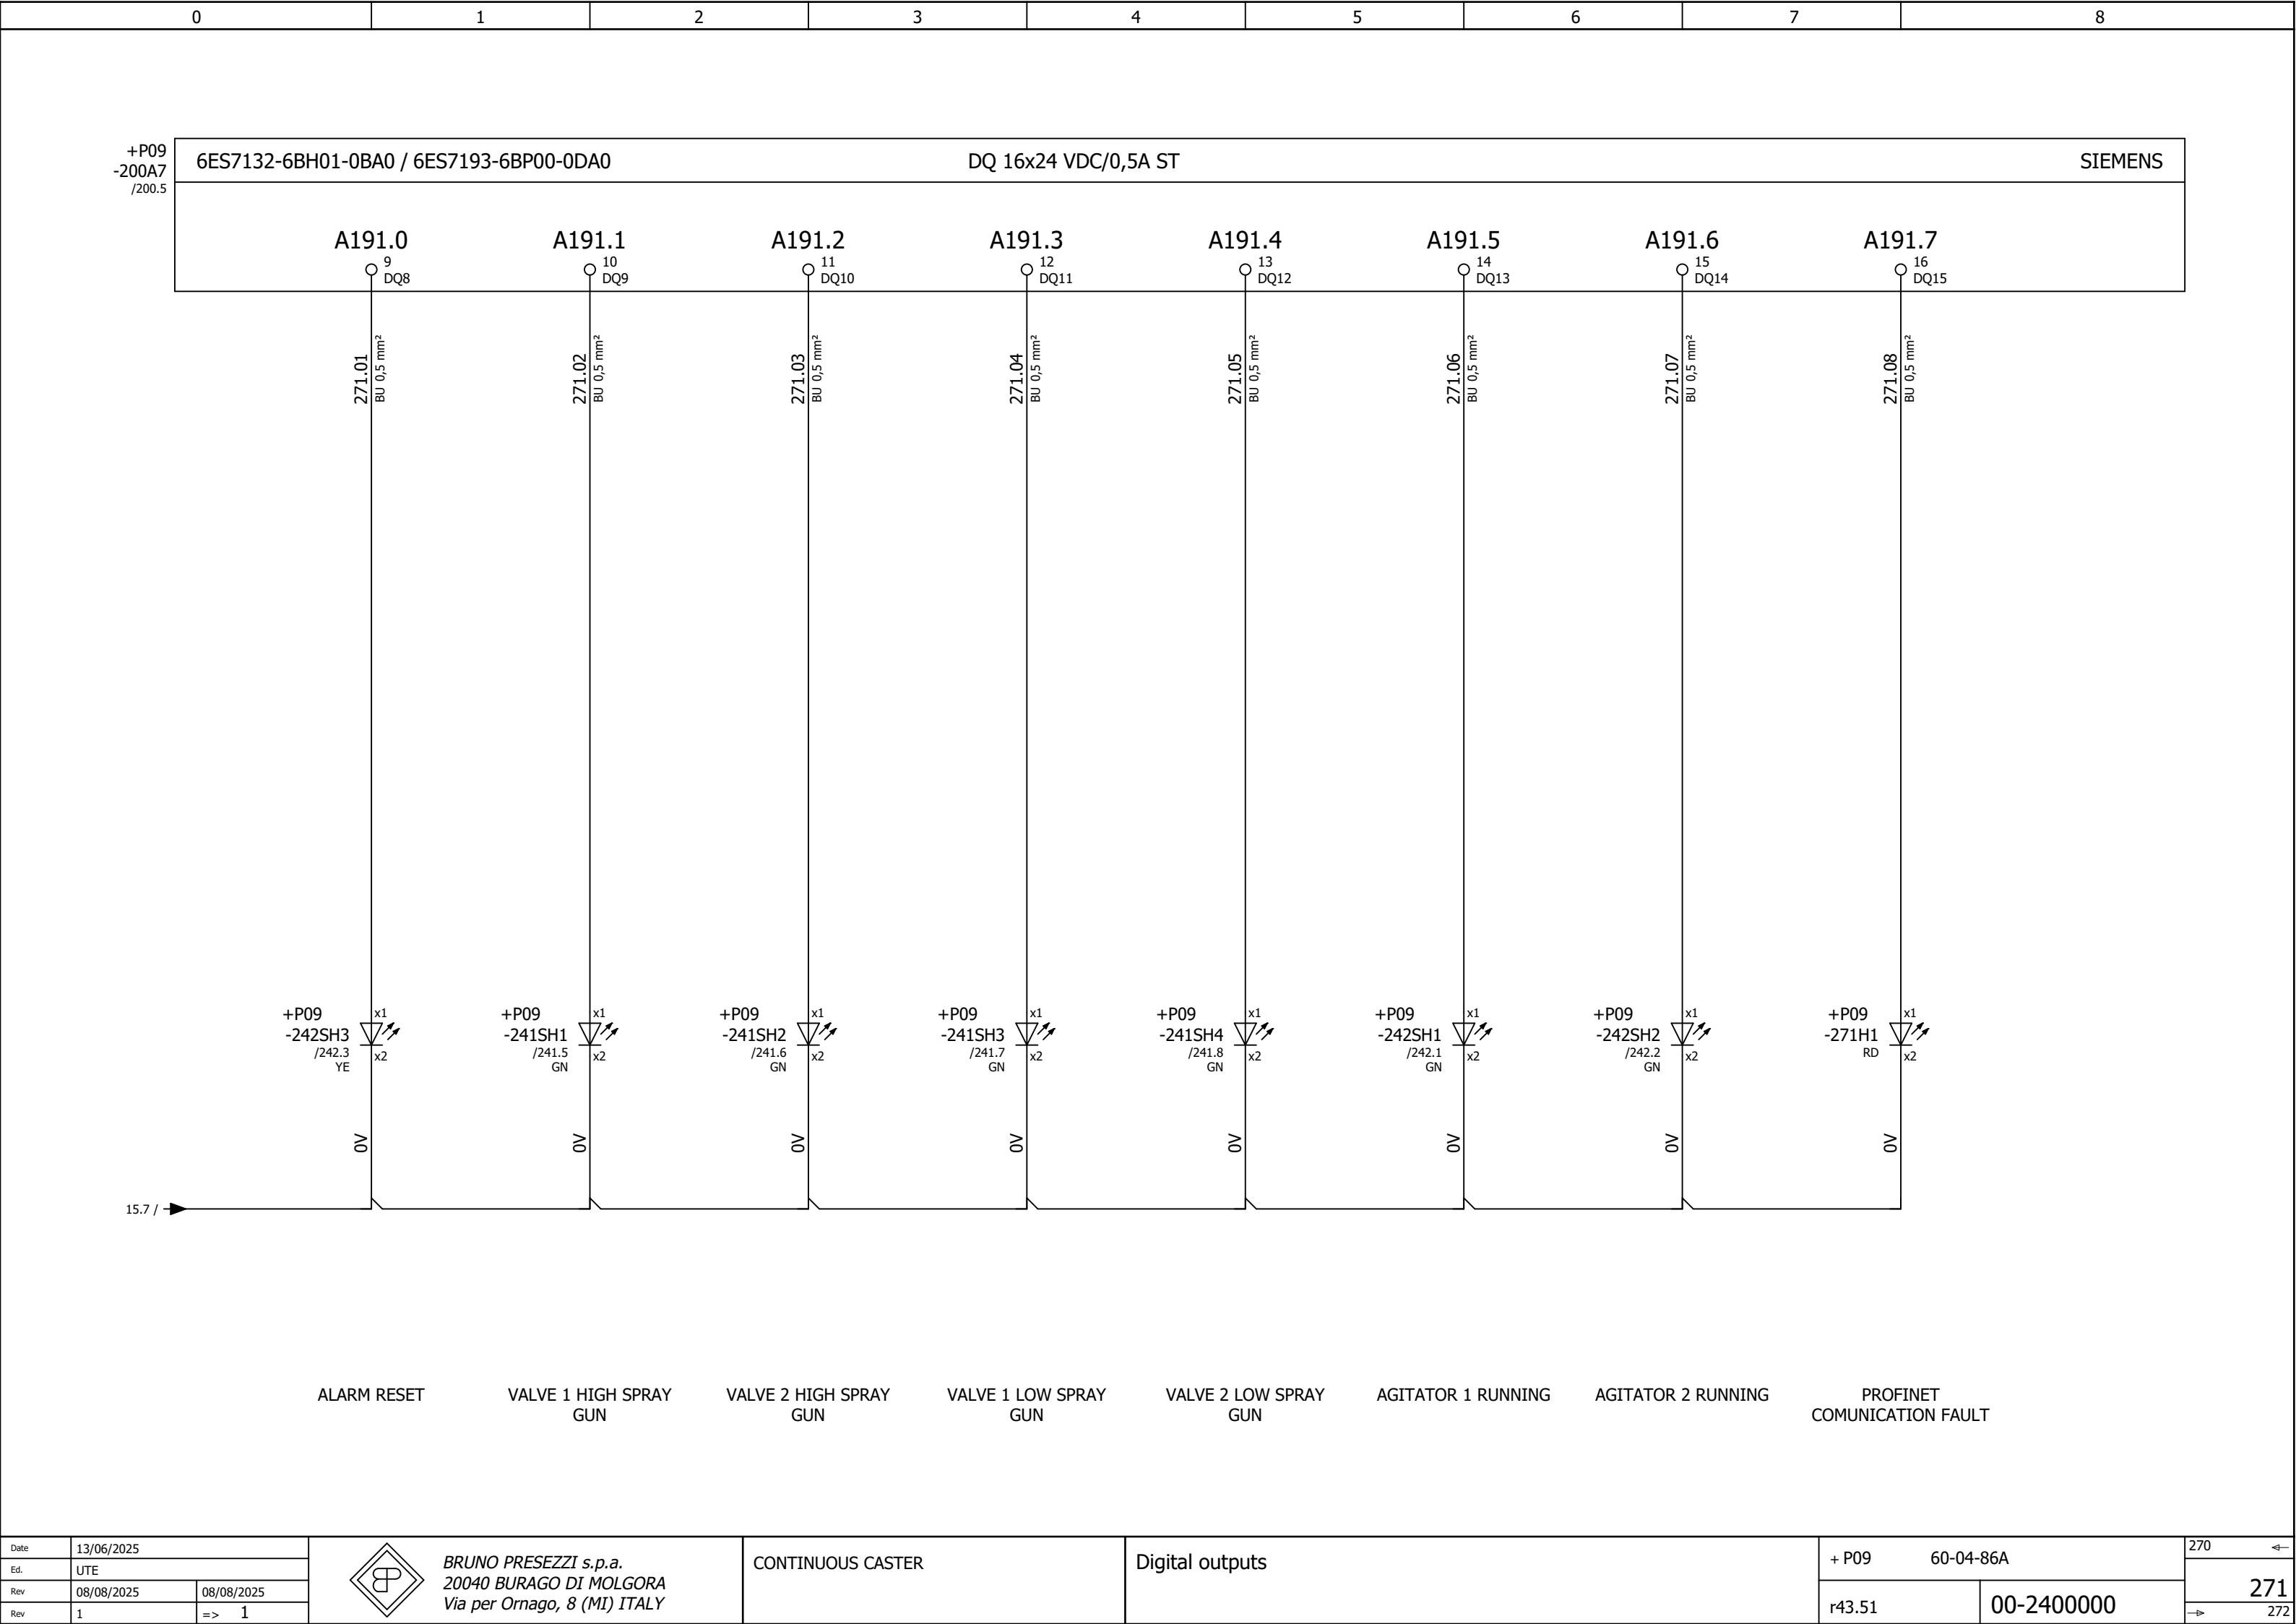 0 1 2 3 4 5 6 7 8
+P09
-200A7
/200.5
6ES7132-6BH01-0BA0 / 6ES7193-6BP00-0DA0 DQ 16x24 VDC/0,5A ST SIEMENS
A191.0 A191.1 A191.2 A191.3 A191.4 A191.5 A191.6 A191.7
9 10 11 12 13 14 15 16
DQ8 DQ9 DQ10 DQ11 DQ12 DQ13 DQ14 DQ15
271.01 271.02 271.03 271.04 271.05 271.06 271.07 271.08
BU 0,5 mm² BU 0,5 mm² BU 0,5 mm² BU 0,5 mm² BU 0,5 mm² BU 0,5 mm² BU 0,5 mm² BU 0,5 mm²
+P09 x1 +P09 x1 +P09 x1 +P09 x1 +P09 x1 +P09 x1 +P09 x1 +P09 x1
-242SH3 -241SH1 -241SH2 -241SH3 -241SH4 -242SH1 -242SH2 -271H1
/242.3 x2 /241.5 x2 /241.6 x2 /241.7 x2 /241.8 x2 /242.1 x2 /242.2 x2 RD x2
YE GN GN GN GN GN GN
0V 0V 0V 0V 0V 0V 0V 0V
15.7 /
ALARM RESET VALVE 1 HIGH SPRAY VALVE 2 HIGH SPRAY VALVE 1 LOW SPRAY VALVE 2 LOW SPRAY AGITATOR 1 RUNNING AGITATOR 2 RUNNING PROFINET
GUN GUN GUN GUN COMUNICATION FAULT
Date 13/06/2025
Ed. UTE
Rev 08/08/2025 08/08/2025
Rev 1 => 1
BP
BRUNO PRESEZZI s.p.a.
20040 BURAGO DI MOLGORA
Via per Ornago, 8 (MI) ITALY
CONTINUOUS CASTER
Digital outputs
+ P09 60-04-86A
r43.51 00-2400000
270
271
272